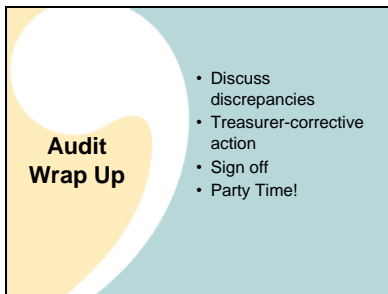 Audit
Wrap Up
• Discuss
discrepancies
• Treasurer-corrective
action
• Sign off
• Party Time!